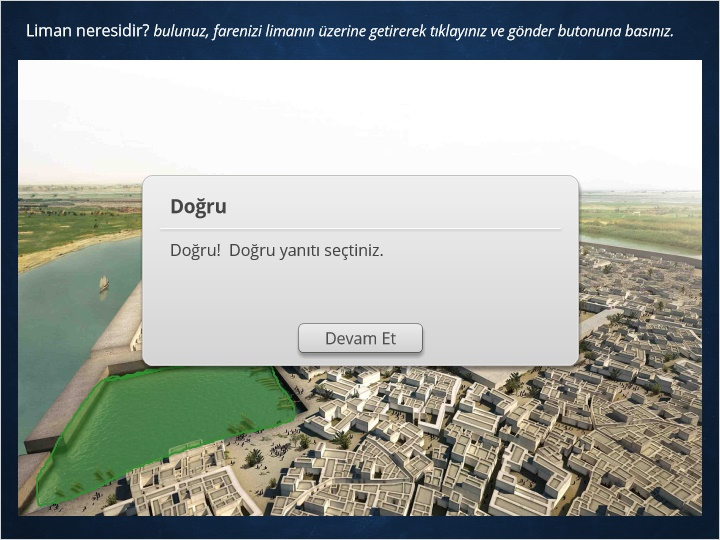 Liman neresidir? bulunuz, farenizi limanın üzerine getirerek tıklayınız ve gönder butonuna basınız.
Doğru
Doğru!  Doğru yanıtı seçtiniz.
Devam Et